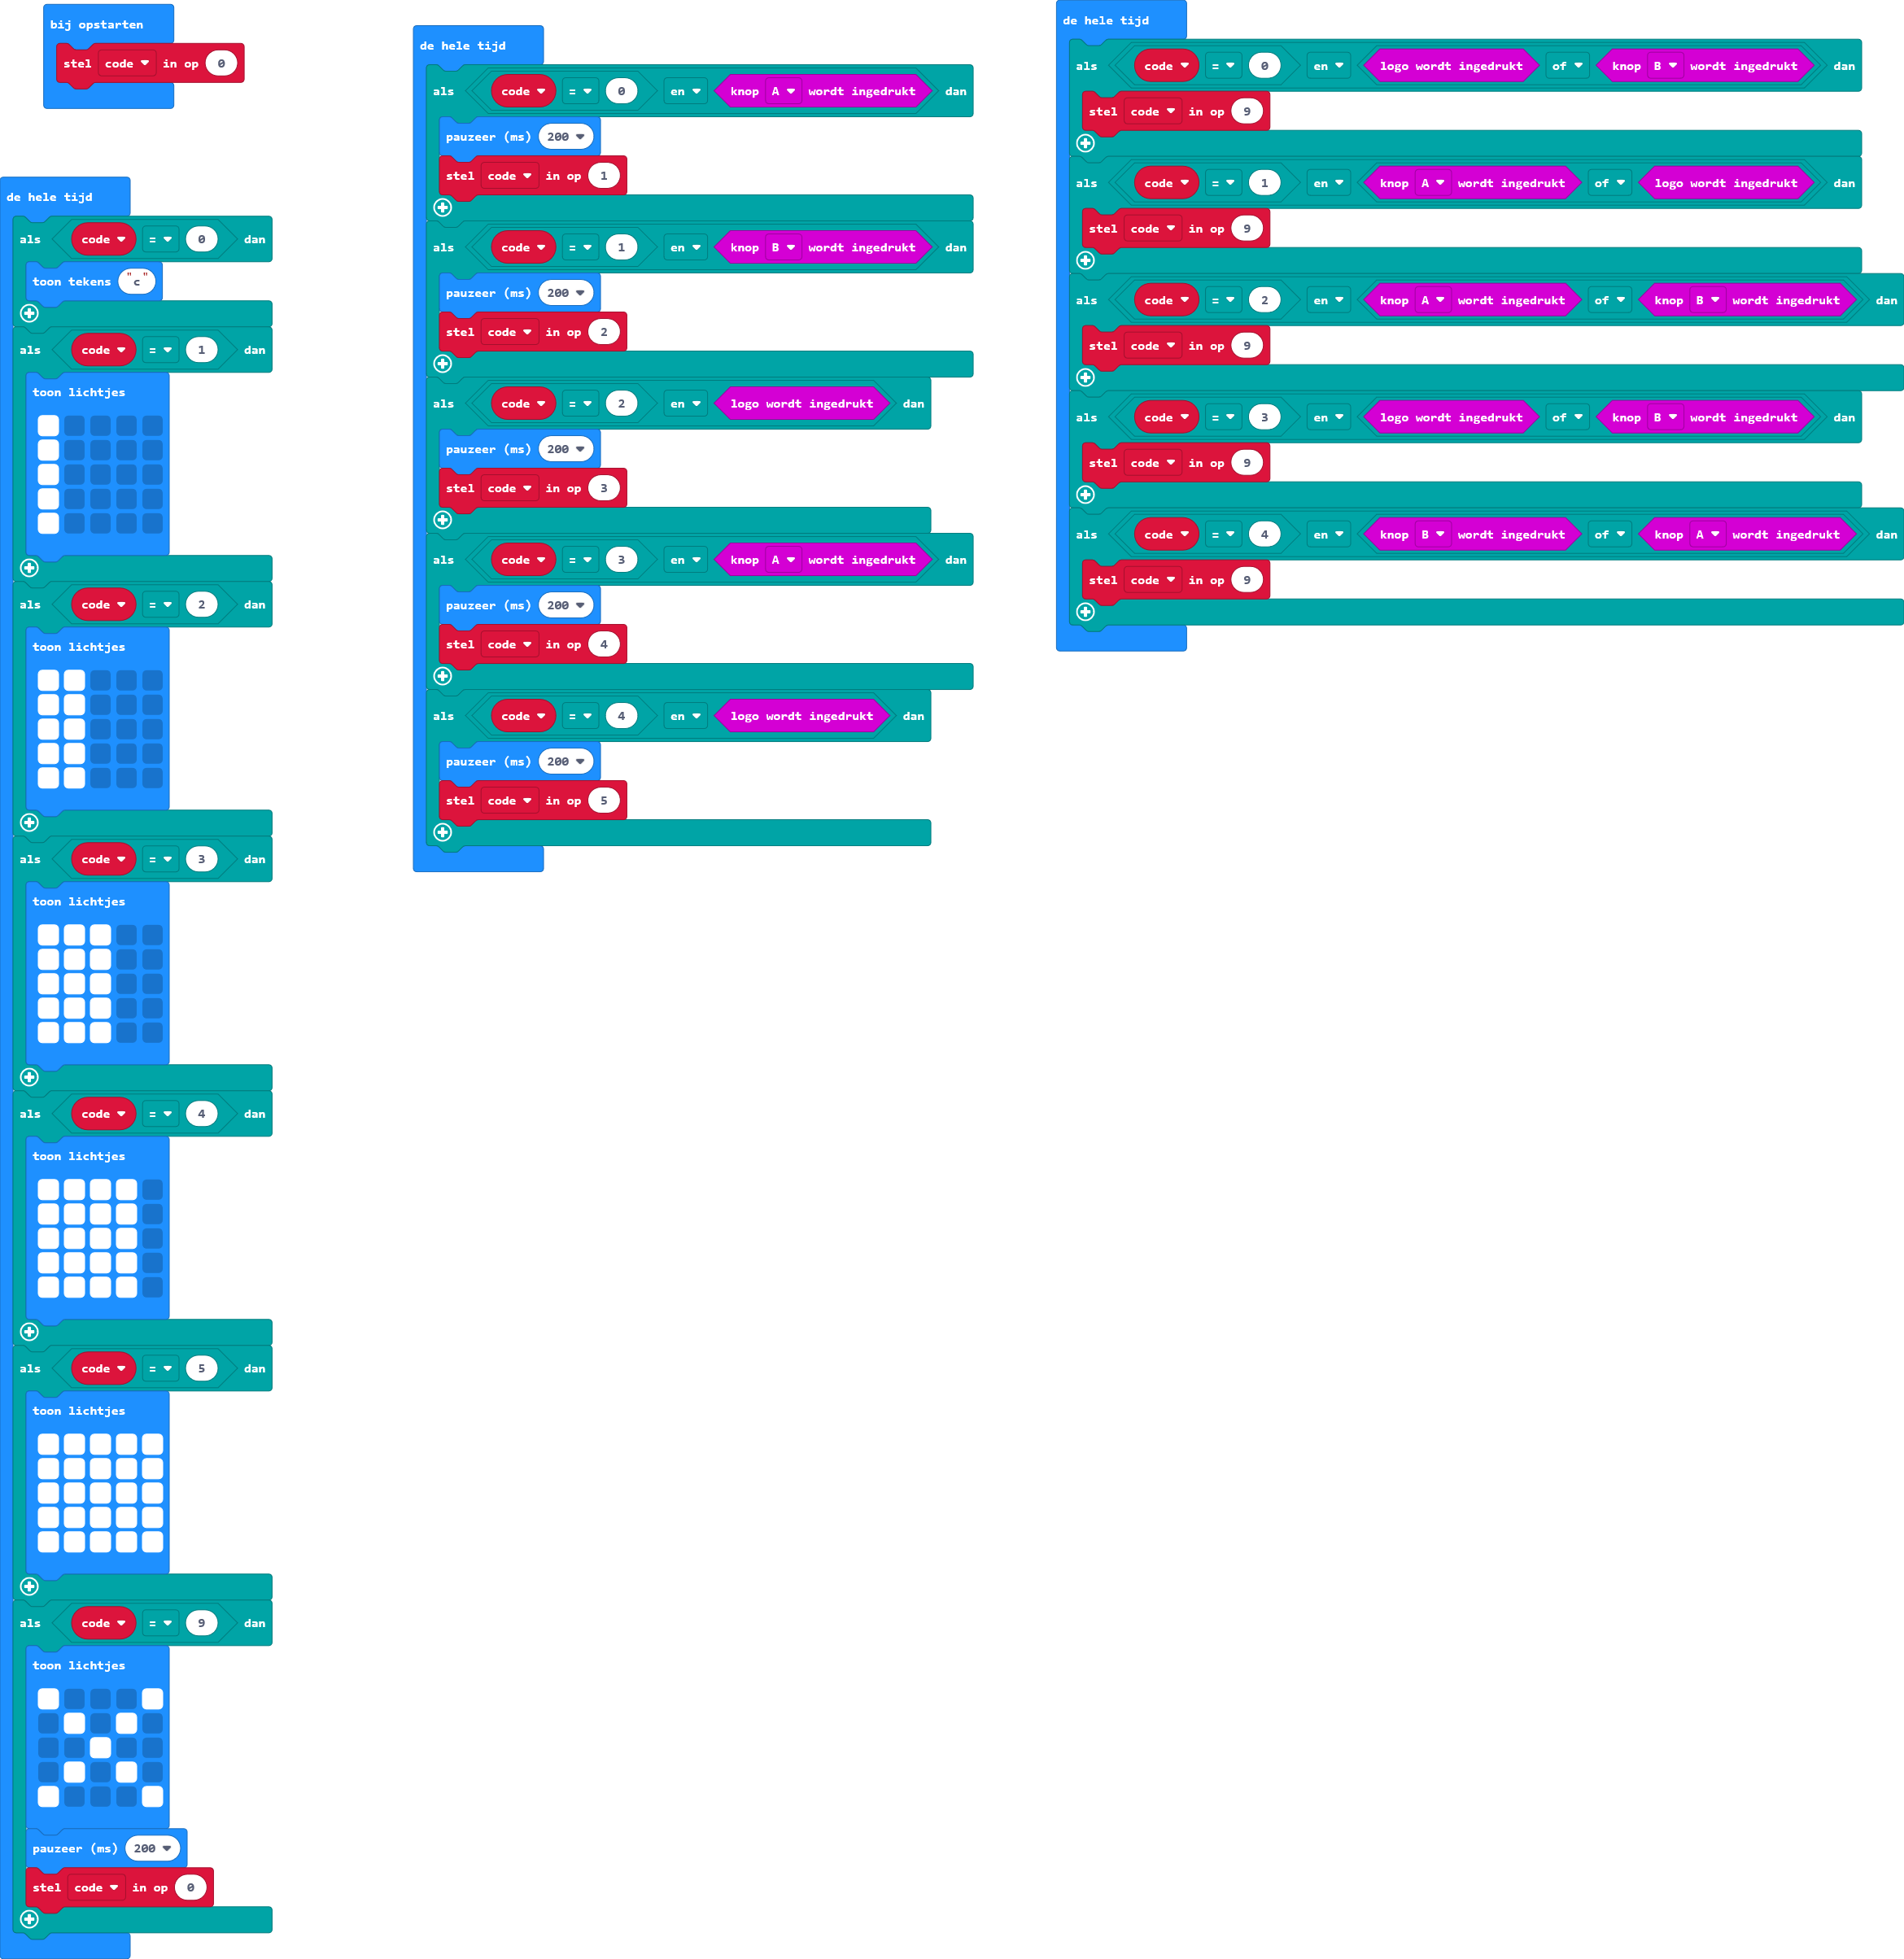 bij opstarten
stel code in op 0
de hele tijd
als code = 0 dan
toon tekens "c"
als code = 1 dan
toon lichtjes
als code = 2 dan
toon lichtjes
als code = 3 dan
toon lichtjes
als code = 4 dan
toon lichtjes
als code = 5 dan
toon lichtjes
als code = 9 dan
toon lichtjes
pauzeer (ms) 200
stel code in op 0
de hele tijd
als code = 0 en knop A wordt ingedrukt dan
pauzeer (ms) 200
stel code in op 1
als code = 1 en knop B wordt ingedrukt dan
pauzeer (ms) 200
stel code in op 2
als code = 2 en logo wordt ingedrukt dan
pauzeer (ms) 200
stel code in op 3
als code = 3 en knop A wordt ingedrukt dan
pauzeer (ms) 200
stel code in op 4
als code = 4 en logo wordt ingedrukt dan
pauzeer (ms) 200
stel code in op 5
de hele tijd
als code = 0 en logo wordt ingedrukt of knop B wordt ingedrukt dan
stel code in op 9
als code = 1 en knop A wordt ingedrukt of logo wordt ingedrukt dan
stel code in op 9
als code = 2 en knop A wordt ingedrukt of knop B wordt ingedrukt dan
stel code in op 9
als code = 3 en logo wordt ingedrukt of knop B wordt ingedrukt dan
stel code in op 9
als code = 4 en knop B wordt ingedrukt of knop A wordt ingedrukt dan
stel code in op 9